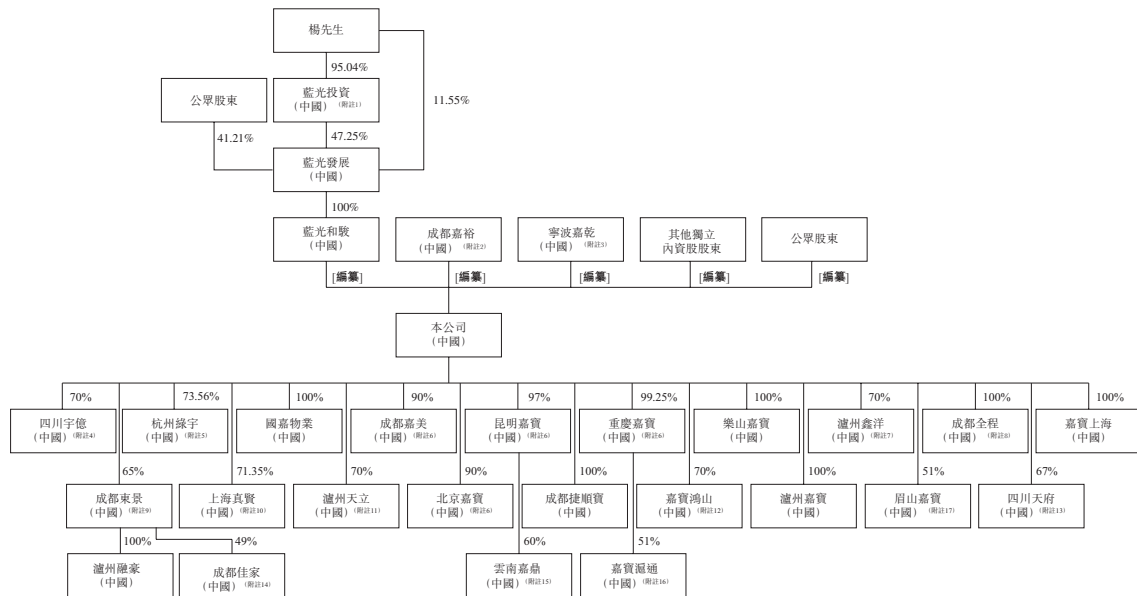 楊先生
95.04%
公眾股東
藍光投資
(中國) (附註1)
11.55%
41.21%
47.25%
藍光發展
(中國)
100%
藍光和駿
(中國)
成都嘉裕
(中國) (附註2)
寧波嘉乾
(中國) (附註3)
其他獨立
內資股股東
公眾股東
[編纂]
[編纂]
[編纂]
[編纂]
[編纂]
本公司
(中國)
70%
73.56%
100%
90%
97%
99.25%
100%
70%
100%
100%
四川宇億
(中國) (附註4)
杭州綠宇
(中國) (附註5)
國嘉物業
(中國)
成都嘉美
(中國) (附註6)
昆明嘉寶
(中國) (附註6)
重慶嘉寶
(中國) (附註6)
樂山嘉寶
(中國)
瀘州鑫洋
(中國) (附註7)
成都全程
(中國) (附註8)
嘉寶上海
(中國)
65%
71.35%
70%
90%
100%
70%
100%
51%
67%
成都東景
(中國) (附註9)
上海真賢
(中國) (附註10)
瀘州天立
(中國) (附註11)
北京嘉寶
(中國) (附註6)
成都捷順寶
(中國)
嘉寶鴻山
(中國) (附註12)
瀘州嘉寶
(中國)
眉山嘉寶
(中國) (附註17)
四川天府
(中國) (附註13)
100%
49%
60%
51%
瀘州融豪
(中國)
成都佳家
(中國) (附註14)
雲南嘉鼎
(中國) (附註15)
嘉寶滬通
(中國) (附註16)